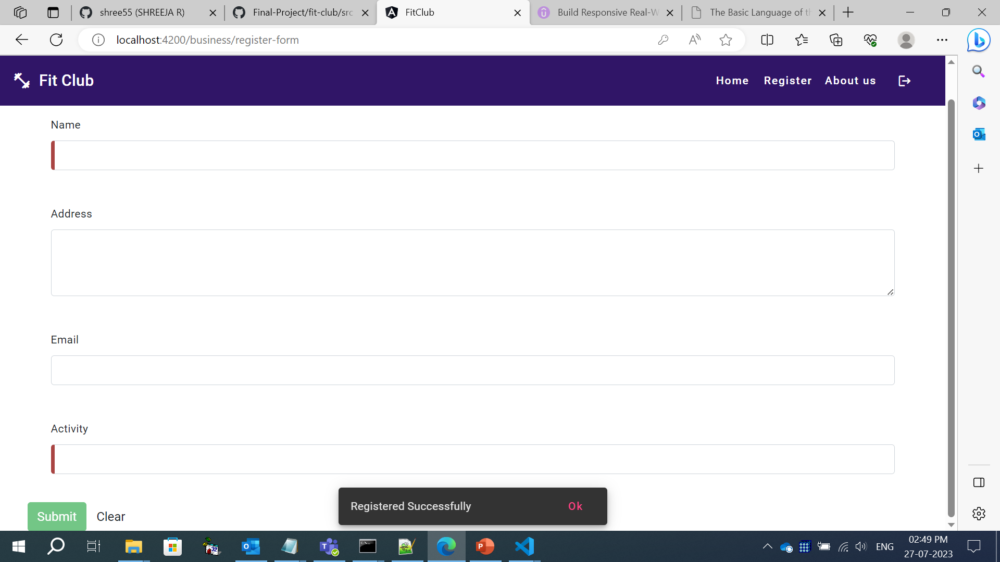 shree55 (SHREEJA R)
Final-Project/fit-club/src
FitClub
Build Responsive Real-W
The Basic Language of th
localhost:4200/business/register-form
Fit Club
Home Register About us
Name
Address
Email
Activity
Registered Successfully Ok
Submit Clear
ENG
02:49 PM
27-07-2023